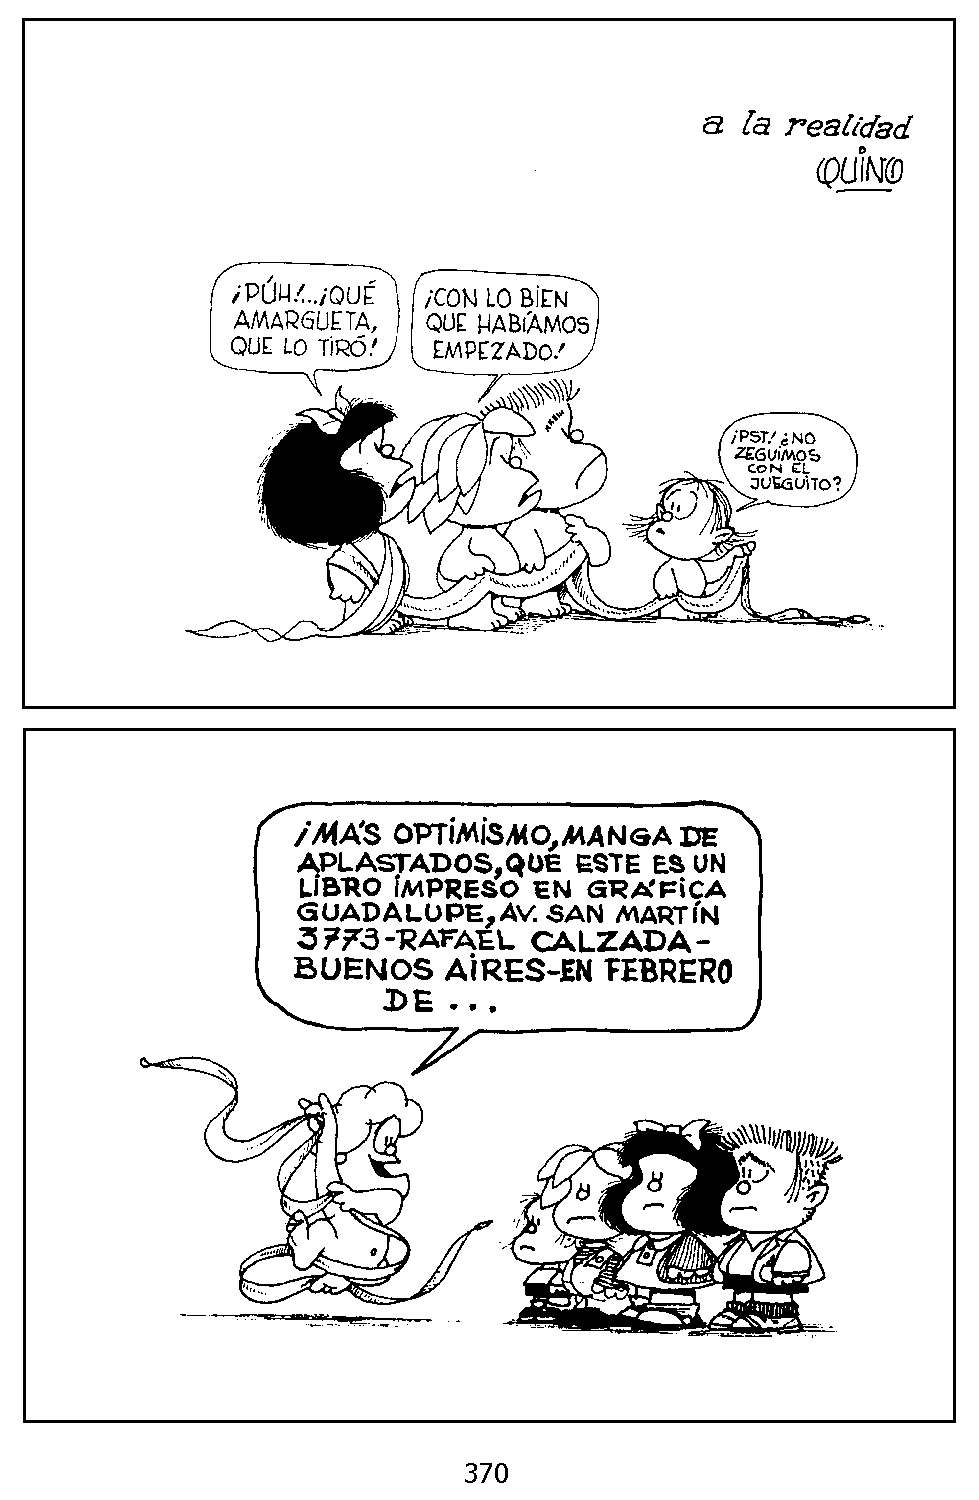 a la realidad
QUINO
¡PÚH!...¡QUÉ
AMARGUETA,
QUE LO TIRÓ!
¡CON LO BIEN
QUE HABÍAMOS
EMPEZADO!
¡PST! ¿NO
ZEGUIMOS
CON EL
JUEGUITO?
¡MÁS OPTIMISMO, MANGA DE
APLASTADOS, QUE ESTE ES UN
LIBRO IMPRESO EN GRÁFICA
GUADALUPE, AV. SAN MARTÍN
3773-RAFAEL CALZADA-
BUENOS AIRES-EN FEBRERO
DE ...
370